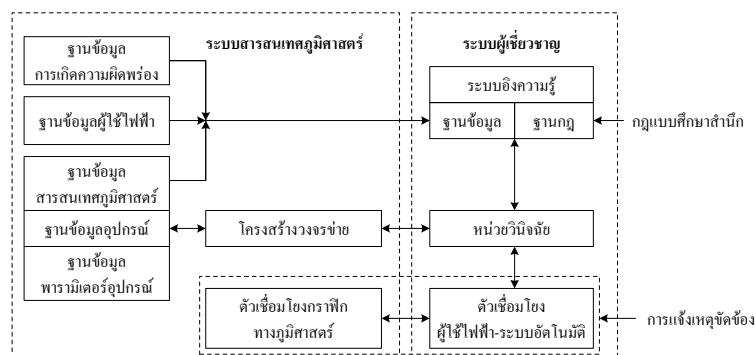 ระบบสารสนเทศภูมิศาสตร์
ระบบผู้เชี่ยวชาญ
ฐานข้อมูล
การเกิดความผิดพร่อง
ระบบอิงความรู้
ฐานข้อมูลผู้ใช้ไฟฟ้า
ฐานข้อมูล
ฐานกฎ
กฎแบบศึกษาสำนึก
ฐานข้อมูล
สารสนเทศภูมิศาสตร์
ฐานข้อมูลอุปกรณ์
โครงสร้างวงจรข่าย
หน่วยวินิจฉัย
ฐานข้อมูล
พารามิเตอร์อุปกรณ์
ตัวเชื่อมโยงกราฟิก
ทางภูมิศาสตร์
ตัวเชื่อมโยง
ผู้ใช้ไฟฟ้า-ระบบอัตโนมัติ
การแจ้งเหตุขัดข้อง